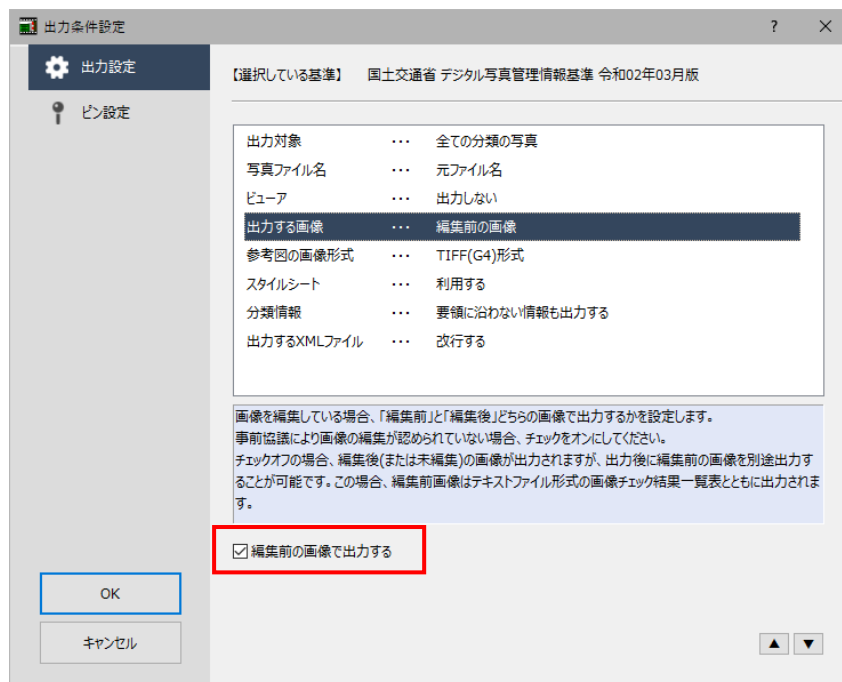 出力条件設定
?
×
出力設定
ピン設定
【選択している基準】 国土交通省 デジタル写真管理情報基準 令和02年03月版
出力対象 ・・・ 全ての分類の写真
写真ファイル名 ・・・ 元ファイル名
ビューア ・・・ 出力しない
出力する画像 ・・・ 編集前の画像
参考図の画像形式 ・・・ TIFF(G4)形式
スタイルシート ・・・ 利用する
分類情報 ・・・ 要領に沿わない情報も出力する
出力するXMLファイル ・・・ 改行する
画像を編集している場合、「編集前」と「編集後」どちらの画像で出力するかを設定します。
事前協議により画像の編集が認められていない場合、チェックをオンにしてください。
チェックオフの場合、編集後(または未編集)の画像が出力されますが、出力後に編集前の画像を別途出力す
ることが可能です。この場合、編集前画像はテキストファイル形式の画像チェック結果一覧表とともに出力されま
す。
編集前の画像で出力する
OK
キャンセル
▲ ▼